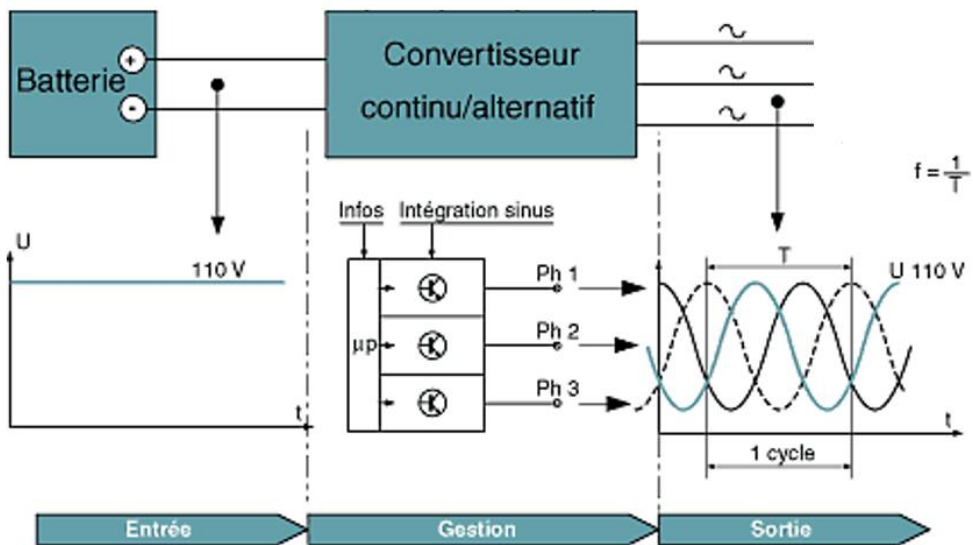 Batterie
+
-
Convertisseur
continu/alternatif
f = 1/T
Infos
Intégration sinus
U
110 V
t
µp
Ph 1
Ph 2
Ph 3
T
U 110 V
t
1 cycle
Entrée
Gestion
Sortie